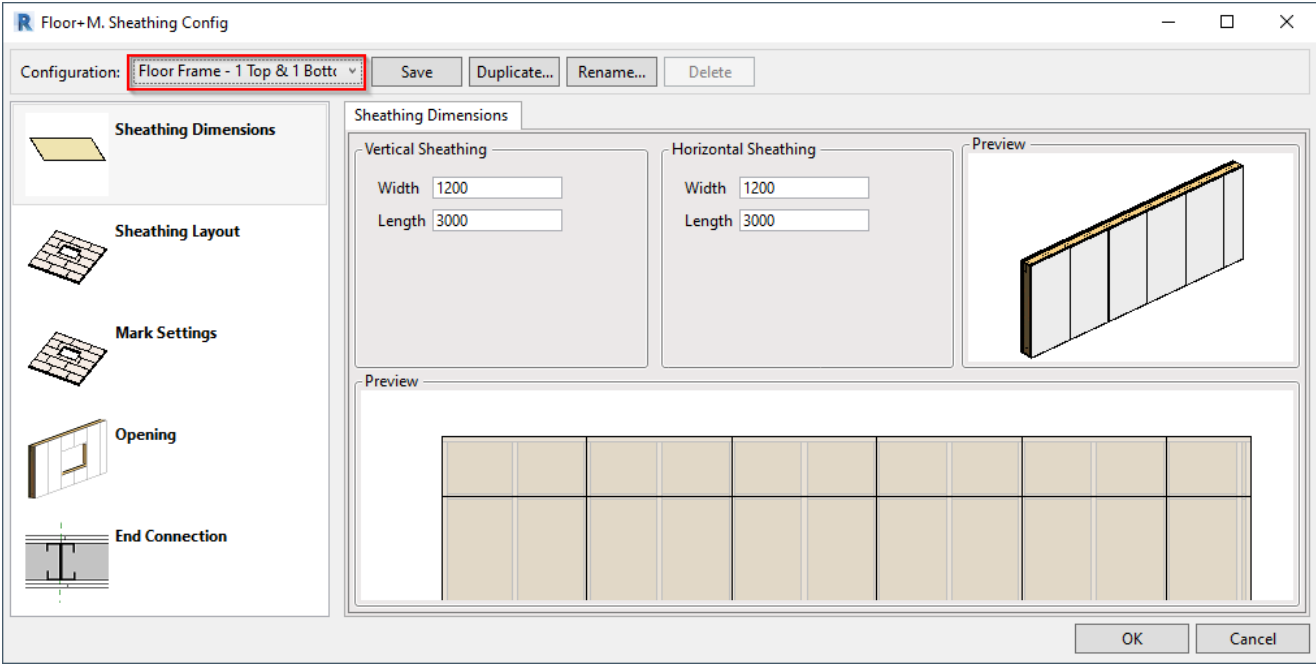 Floor+M. Sheathing Config
Configuration: Floor Frame - 1 Top & 1 Botto Save Duplicate... Rename... Delete
Sheathing Dimensions
Sheathing Layout
Mark Settings
Opening
End Connection
Sheathing Dimensions
Vertical Sheathing
Width 1200
Length 3000
Horizontal Sheathing
Width 1200
Length 3000
Preview
Preview
OK Cancel